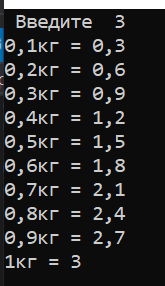 Введите  3
0,1кг = 0,3
0,2кг = 0,6
0,3кг = 0,9
0,4кг = 1,2
0,5кг = 1,5
0,6кг = 1,8
0,7кг = 2,1
0,8кг = 2,4
0,9кг = 2,7
1кг = 3